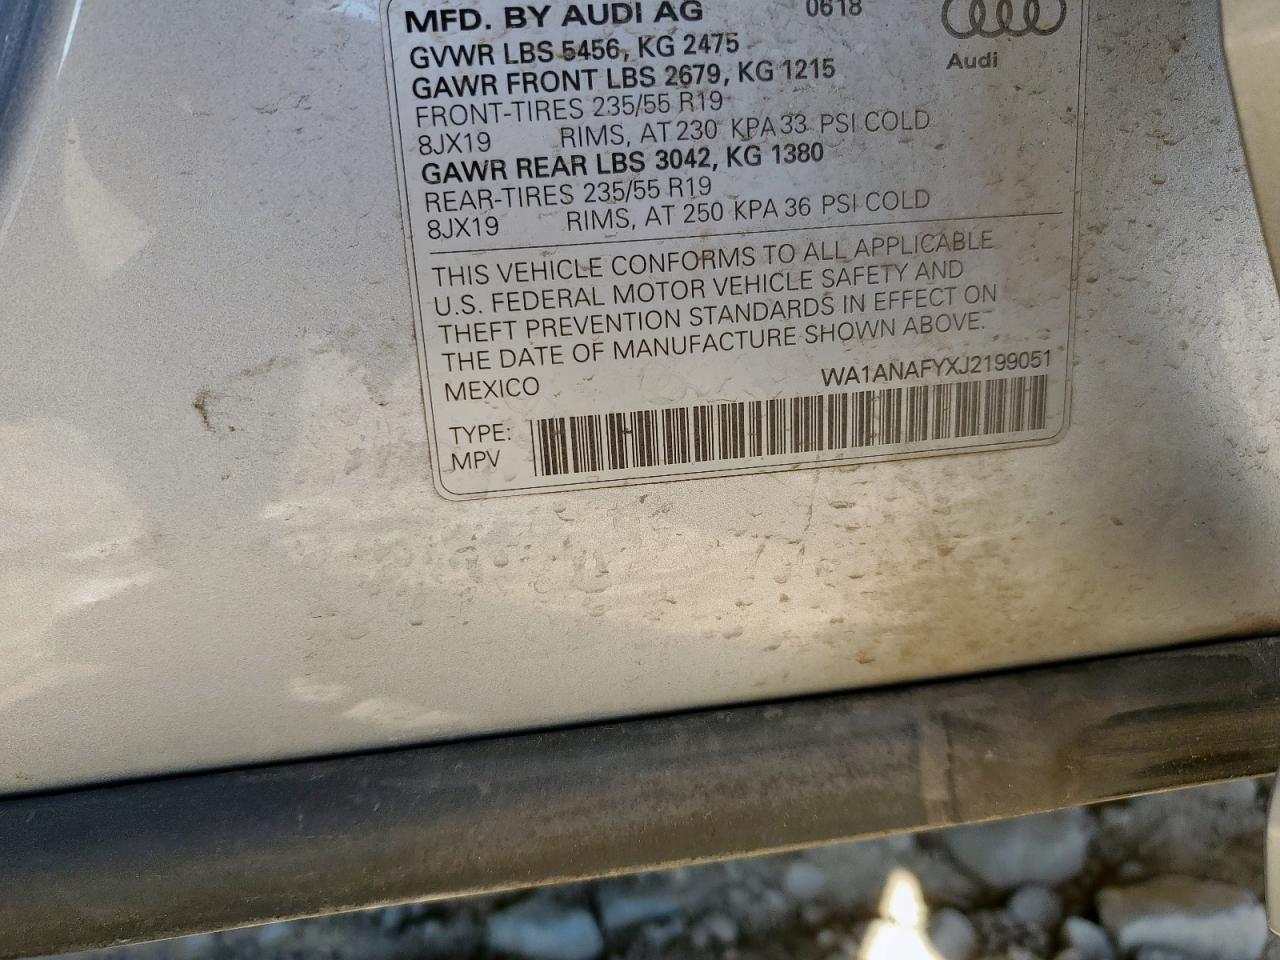 MFD. BY AUDI AG 0618
GVWR LBS 5456, KG 2475
Audi
GAWR FRONT LBS 2679, KG 1215
FRONT-TIRES 235/55 R19
8JX19 RIMS, AT 230 KPA 33 PSI COLD
GAWR REAR LBS 3042, KG 1380
REAR-TIRES 235/55 R19
8JX19 RIMS, AT 250 KPA 36 PSI COLD
THIS VEHICLE CONFORMS TO ALL APPLICABLE
U.S. FEDERAL MOTOR VEHICLE SAFETY AND
THEFT PREVENTION STANDARDS IN EFFECT ON
THE DATE OF MANUFACTURE SHOWN ABOVE.
MEXICO WA1ANAFYXJ2199051
TYPE:
MPV